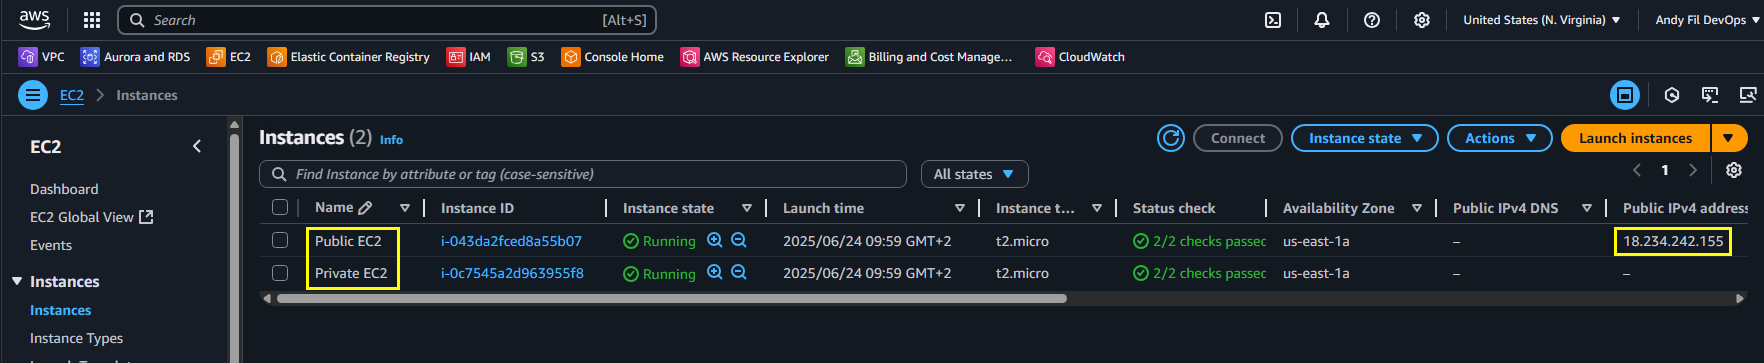 aws Search [Alt+S] United States (N. Virginia) Andy Fil DevOps
VPC Aurora and RDS EC2 Elastic Container Registry IAM S3 Console Home AWS Resource Explorer Billing and Cost Manage... CloudWatch
EC2 Instances
EC2
Dashboard
EC2 Global View
Events
Instances
Instances
Instance Types
Instances (2) Info Connect Instance state Actions Launch instances
Find Instance by attribute or tag (case-sensitive) All states 1
Name Instance ID Instance state Launch time Instance t... Status check Availability Zone Public IPv4 DNS Public IPv4 address
Public EC2 i-043da2fced8a55b07 Running 2025/06/24 09:59 GMT+2 t2.micro 2/2 checks passec us-east-1a – 18.234.242.155
Private EC2 i-0c7545a2d963955f8 Running 2025/06/24 09:59 GMT+2 t2.micro 2/2 checks passec us-east-1a – –